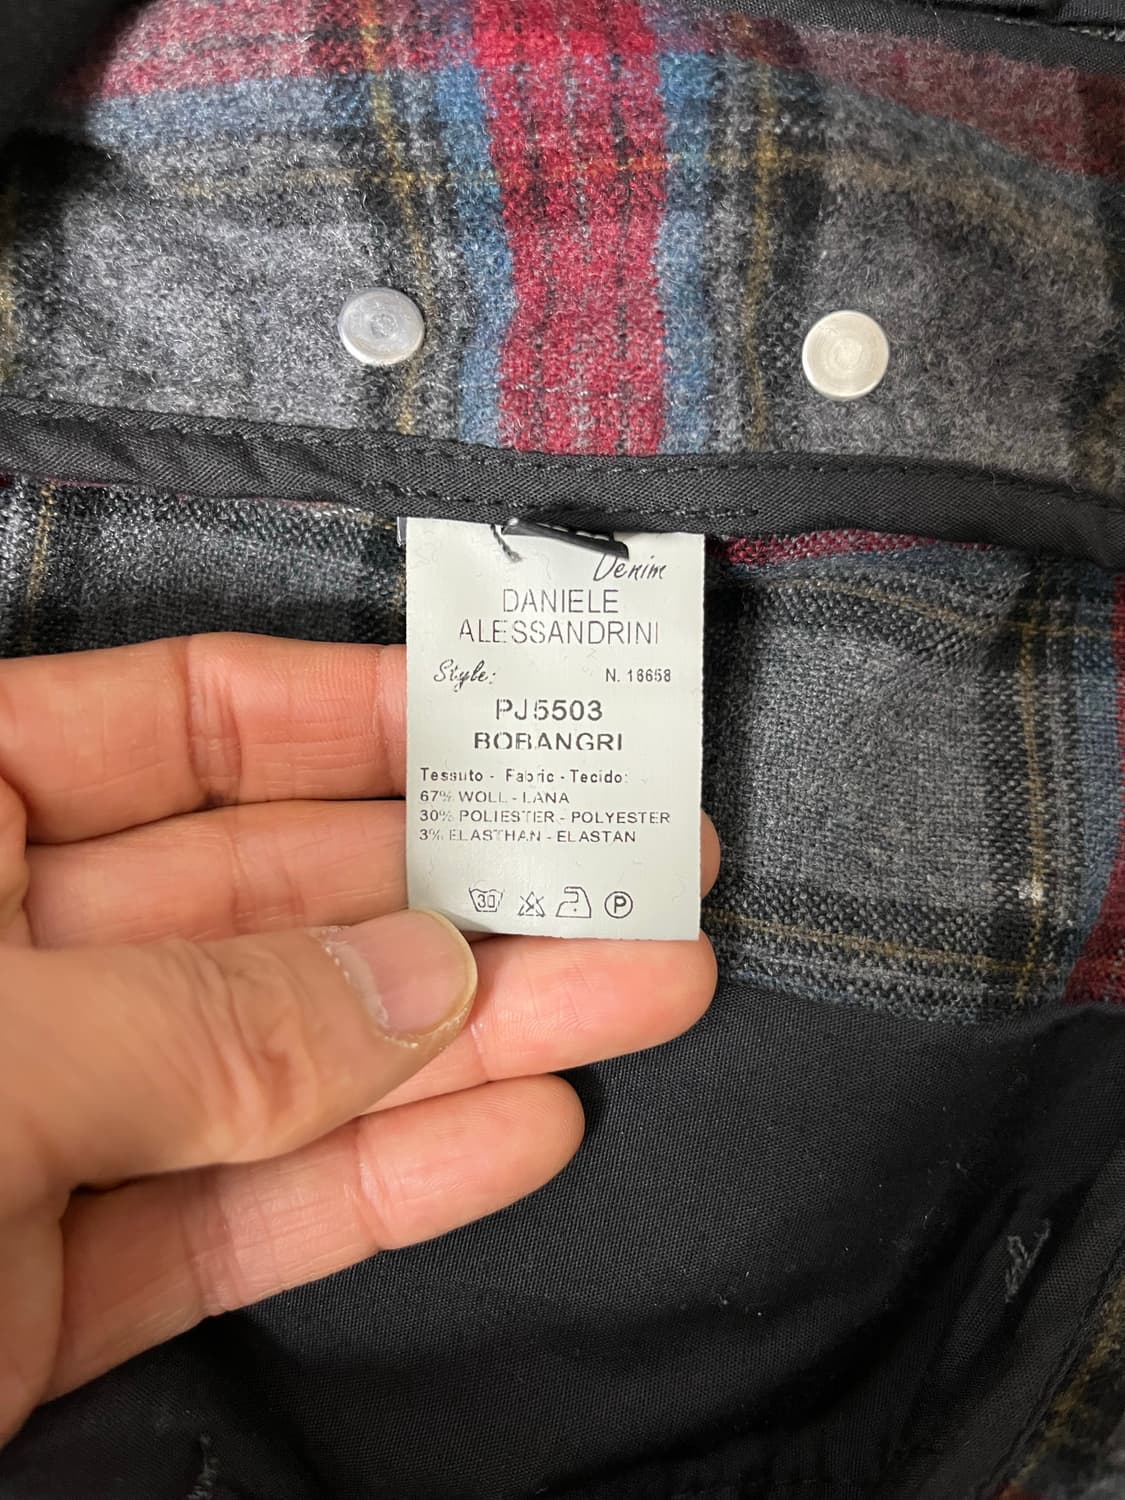 Denim
DANIELE
ALESSANDRINI
Style:
N. 18658
PJ5503
BOBANGRI
Tessuto - Fabric - Tecido:
67% WOLL - LANA
30% POLIESTER - POLYESTER
3% ELASTHAN - ELASTAN
30
P